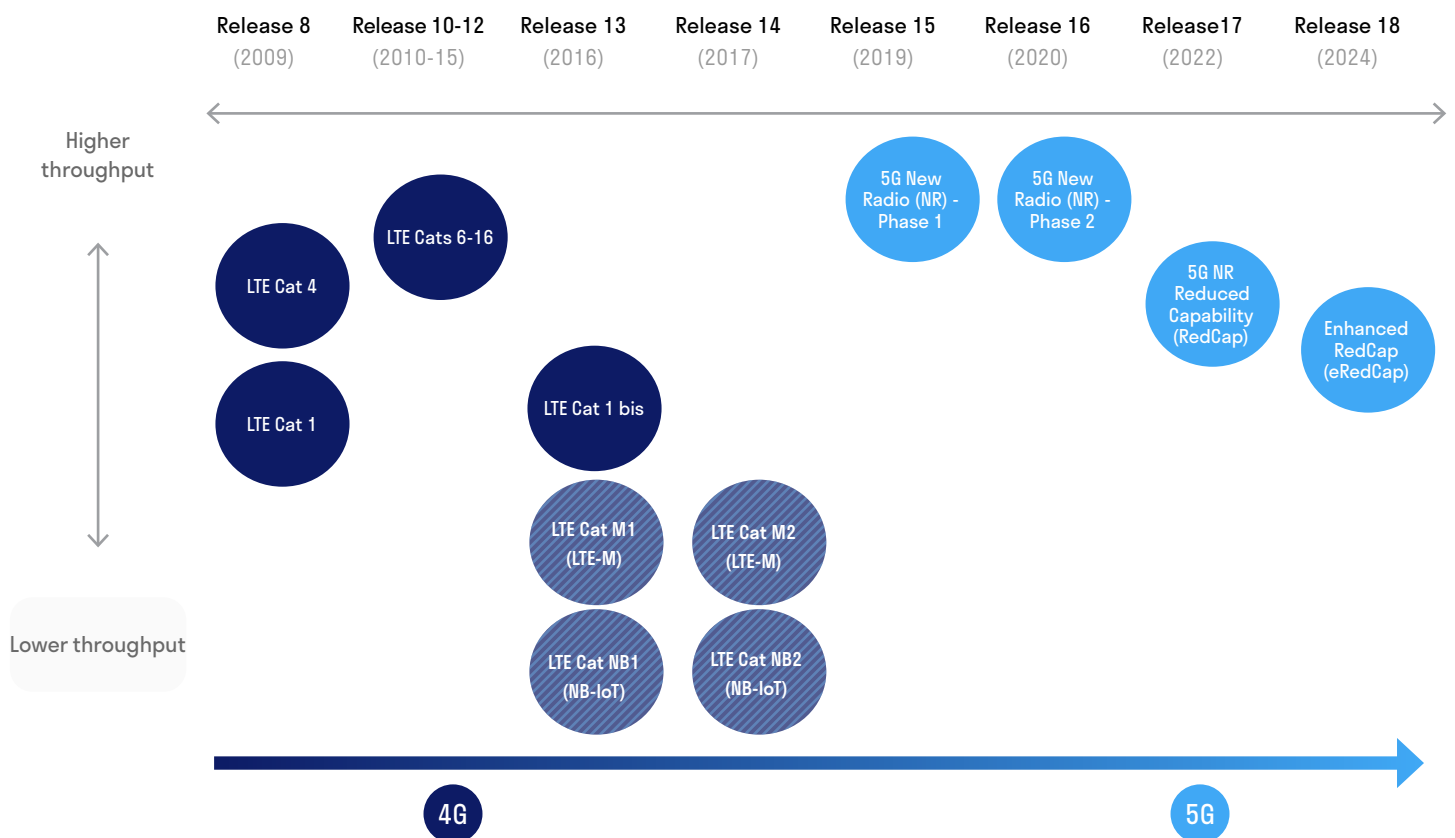 Release 8
(2009)
Release 10-12
(2010-15)
Release 13
(2016)
Release 14
(2017)
Release 15
(2019)
Release 16
(2020)
Release17
(2022)
Release 18
(2024)
Higher
throughput
Lower throughput
LTE Cat 4
LTE Cat 1
LTE Cats 6-16
LTE Cat 1 bis
LTE Cat M1
(LTE-M)
LTE Cat NB1
(NB-IoT)
LTE Cat M2
(LTE-M)
LTE Cat NB2
(NB-IoT)
5G New
Radio (NR) -
Phase 1
5G New
Radio (NR) -
Phase 2
5G NR
Reduced
Capability
(RedCap)
Enhanced
RedCap
(eRedCap)
4G
5G